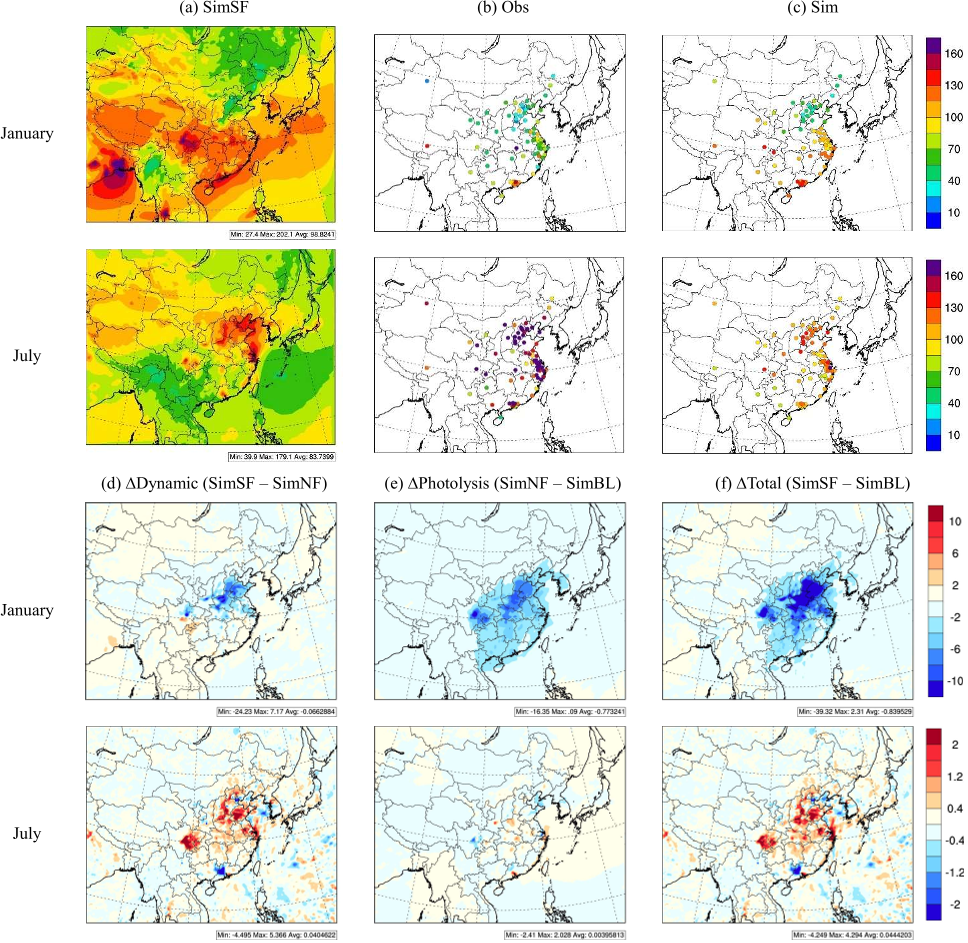 (a) SimSF (b) Obs (c) Sim
January
160
130
100
70
40
10
Min: 27.4 Max: 202.1 Avg: 98.8241
July
160
130
100
70
40
10
Min: 39.9 Max: 179.1 Avg: 83.7399
(d) ΔDynamic (SimSF – SimNF) (e) ΔPhotolysis (SimNF – SimBL) (f) ΔTotal (SimSF – SimBL)
January
10
6
2
-2
-6
-10
Min: -24.23 Max: 7.17 Avg: -0.0662884 Min: -16.35 Max: .09 Avg: -0.773241 Min: -39.32 Max: 2.31 Avg: -0.839529
July
2
1.2
0.4
-0.4
-1.2
-2
Min: -4.495 Max: 5.366 Avg: 0.0404622 Min: -2.41 Max: 2.028 Avg: 0.00395813 Min: -4.249 Max: 4.294 Avg: 0.0444203